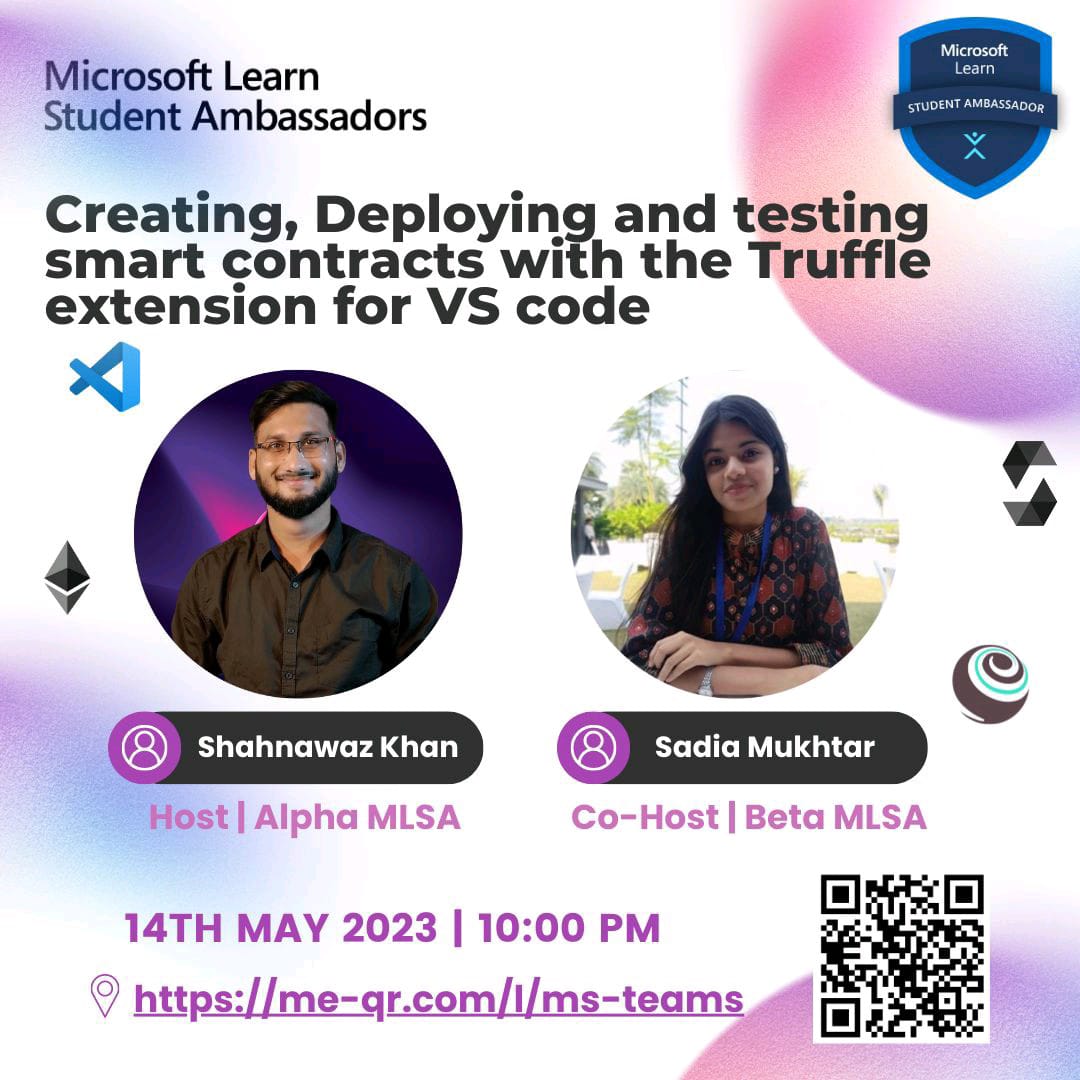 Microsoft Learn
Student Ambassadors
Microsoft
Learn
STUDENT AMBASSADOR
Creating, Deploying and testing
smart contracts with the Truffle
extension for VS code
Shahnawaz Khan
Sadia Mukhtar
Host | Alpha MLSA
Co-Host | Beta MLSA
14TH MAY 2023 | 10:00 PM
https://me-qr.com/l/ms-teams